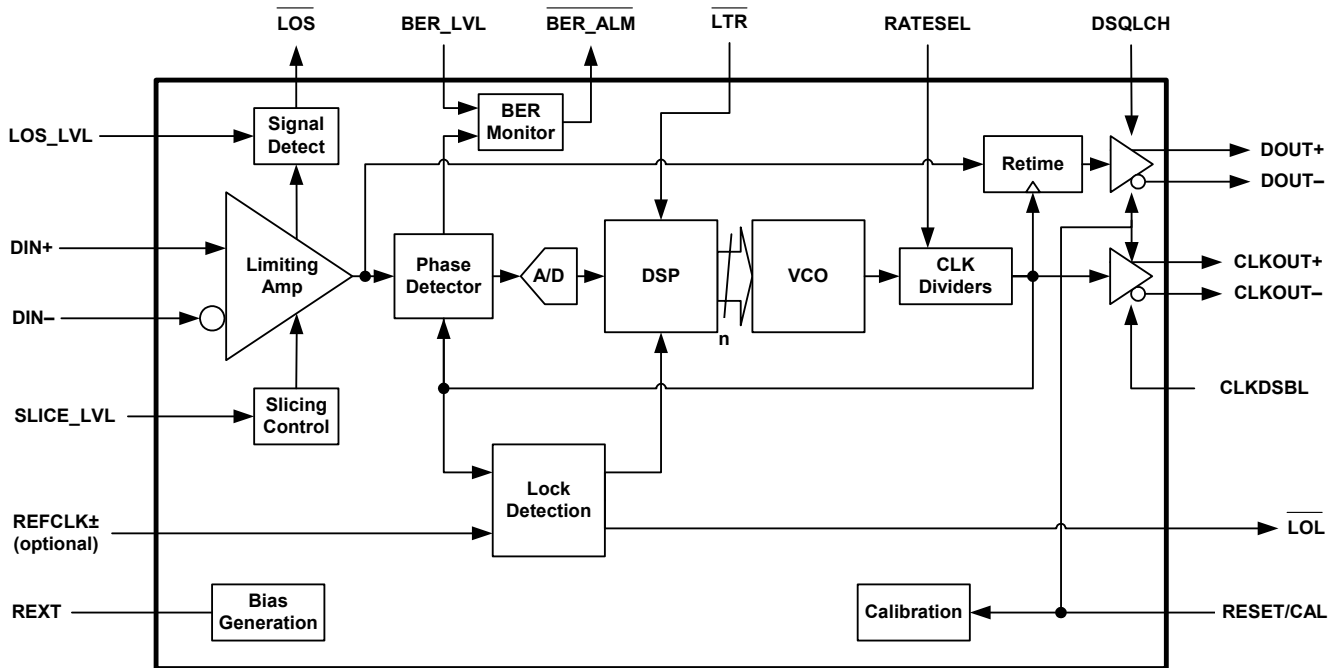 LOS
BER_LVL
BER_ALM
LTR
RATESEL
DSQLCH
LOS_LVL
Signal
Detect
BER
Monitor
Retime
DOUT+
DOUT–
DIN+
DIN–
Limiting
Amp
Phase
Detector
A/D
DSP
n
VCO
CLK
Dividers
CLKOUT+
CLKOUT–
CLKDSBL
SLICE_LVL
Slicing
Control
REFCLK±
(optional)
Lock
Detection
LOL
REXT
Bias
Generation
Calibration
RESET/CAL